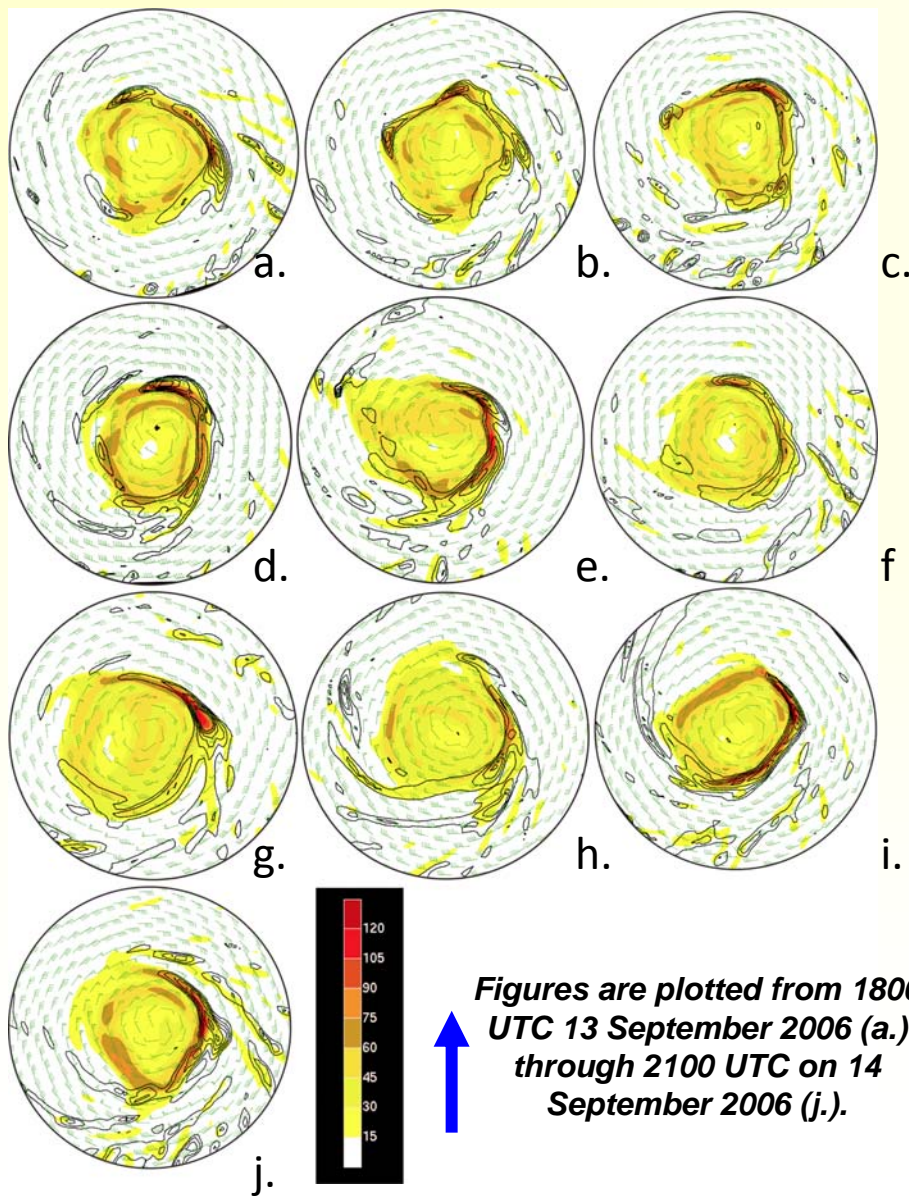 a.
b.
c.
d.
e.
f
g.
h.
i.
j.
120
105
90
75
60
45
30
15
Figures are plotted from 1800
UTC 13 September 2006 (a.)
through 2100 UTC on 14
September 2006 (j.).